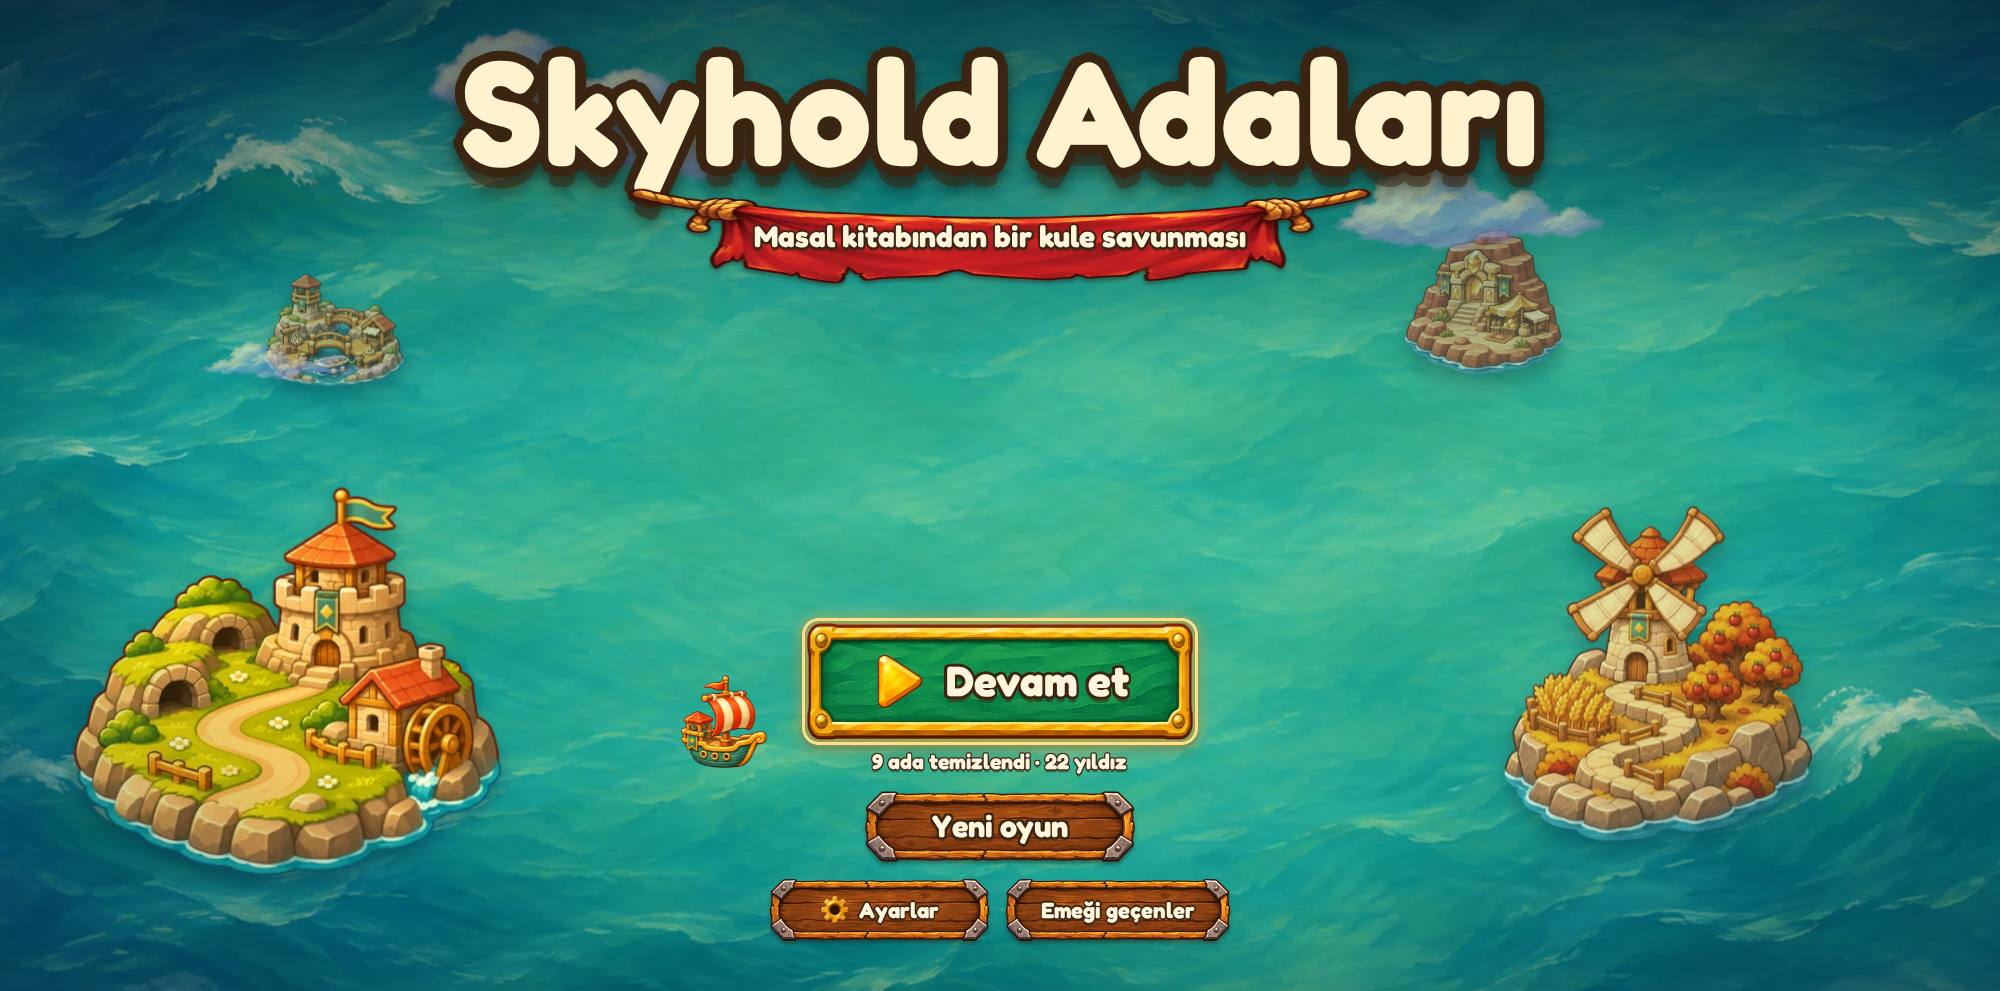 Skyhold Adaları
Masal kitabından bir kule savunması
Devam et
9 ada temizlendi · 22 yıldız
Yeni oyun
Ayarlar
Emeği geçenler